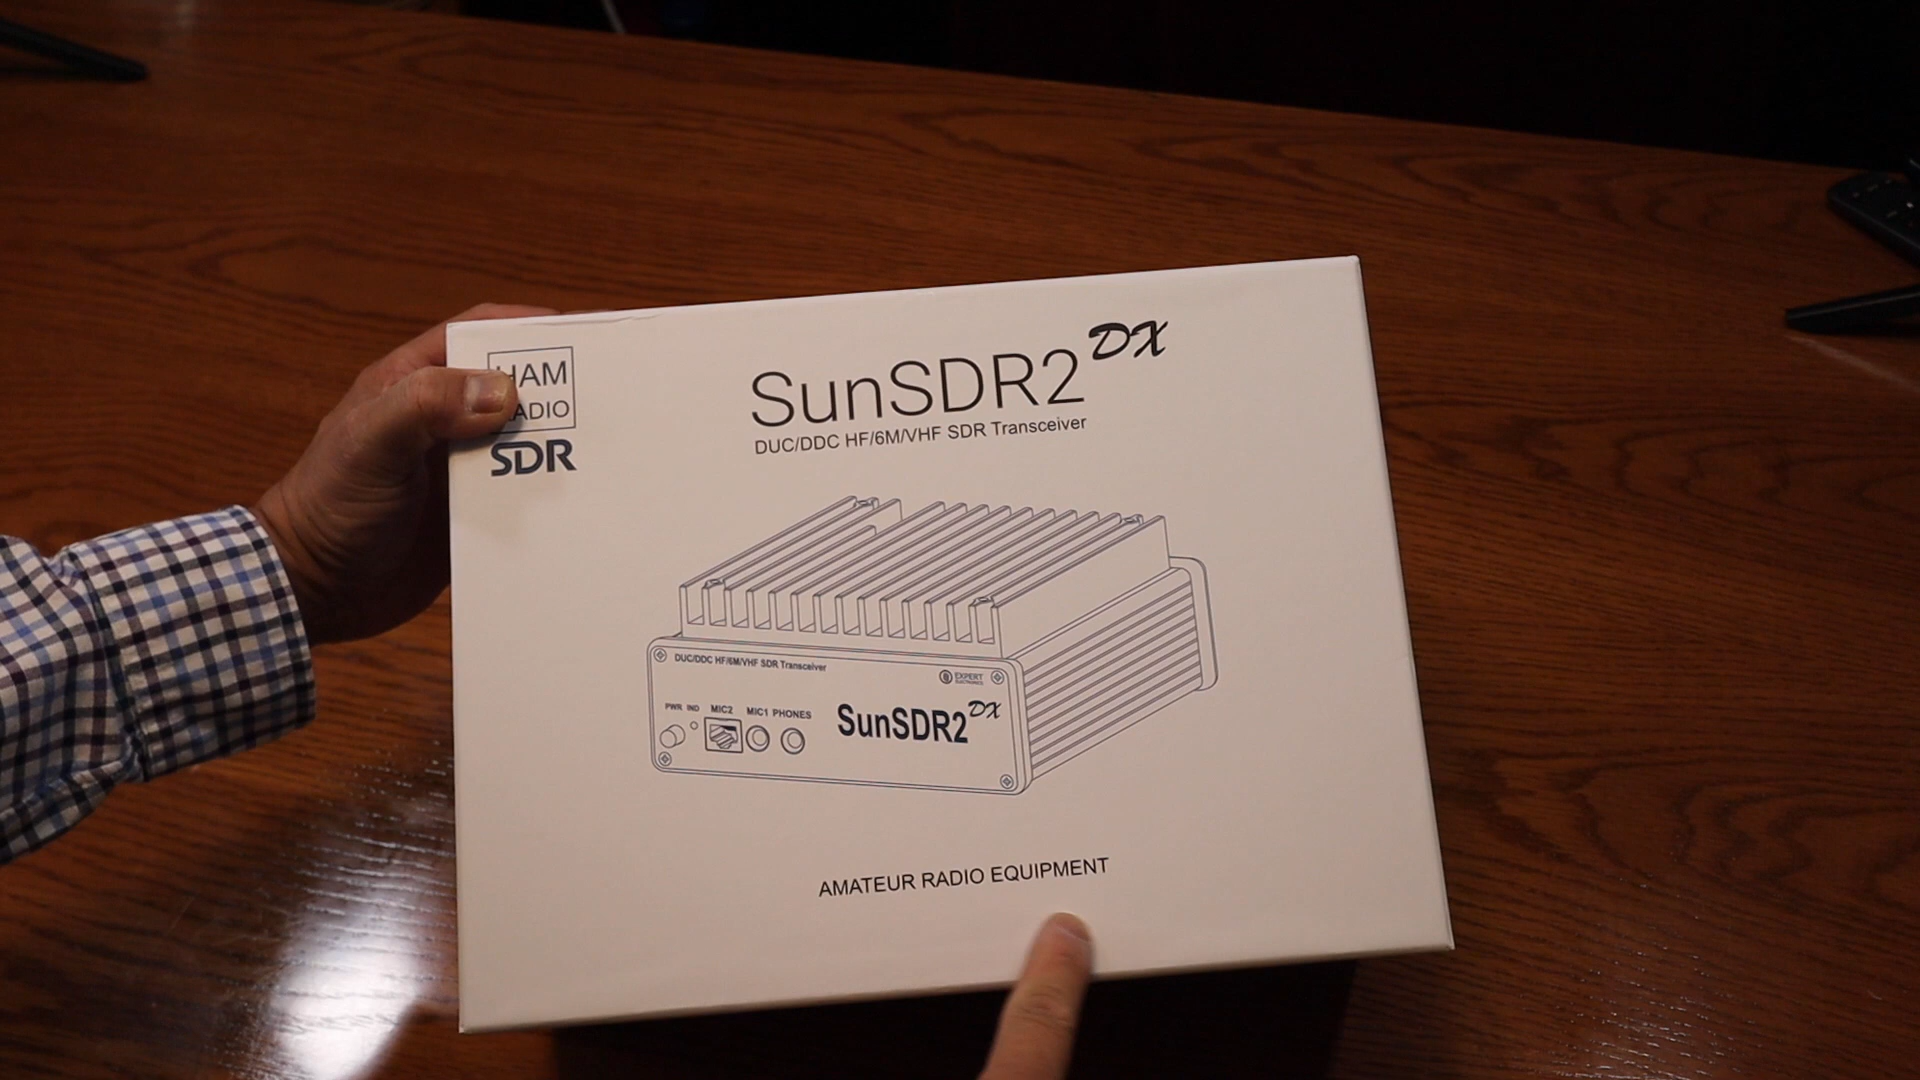 HAM
ADIO
SDR
SunSDR2 DX
DUC/DDC HF/6M/VHF SDR Transceiver
DUC/DDC HF/6M/VHF SDR Transceiver
EXPERT
ELECTRONICS
PWR IND MIC2 MIC1 PHONES
SunSDR2 DX
AMATEUR RADIO EQUIPMENT